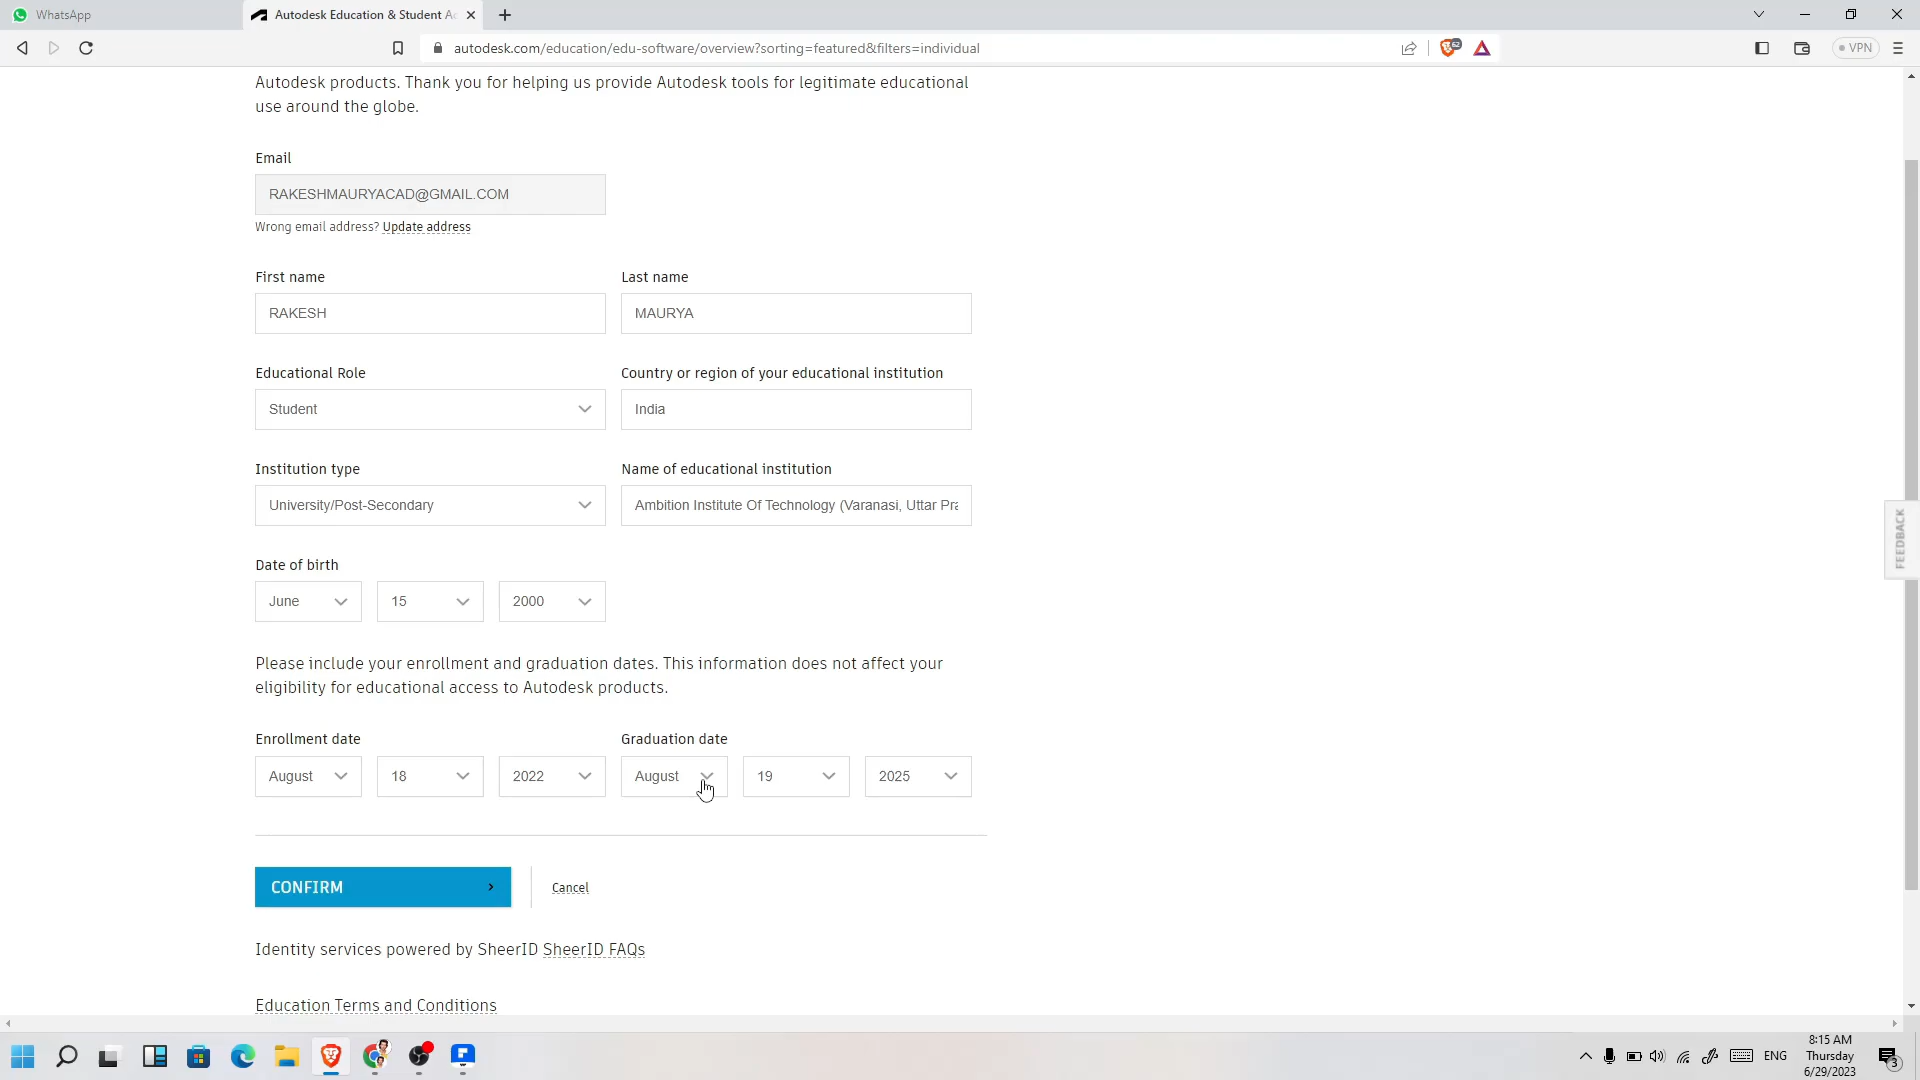 WhatsApp
Autodesk Education & Student Ac
autodesk.com/education/edu-software/overview?sorting=featured&filters=individual
62
VPN
Autodesk products. Thank you for helping us provide Autodesk tools for legitimate educational
use around the globe.
Email
RAKESHMAURYACAD@GMAIL.COM
Wrong email address? Update address
First name
Last name
RAKESH
MAURYA
Educational Role
Country or region of your educational institution
Student
India
Institution type
Name of educational institution
University/Post-Secondary
Ambition Institute Of Technology (Varanasi, Uttar Pra
Date of birth
June
15
2000
Please include your enrollment and graduation dates. This information does not affect your
eligibility for educational access to Autodesk products.
Enrollment date
Graduation date
August
18
2022
August
19
2025
CONFIRM
Cancel
Identity services powered by SheerID SheerID FAQs
Education Terms and Conditions
FEEDBACK
ENG
8:15 AM
Thursday
6/29/2023
3